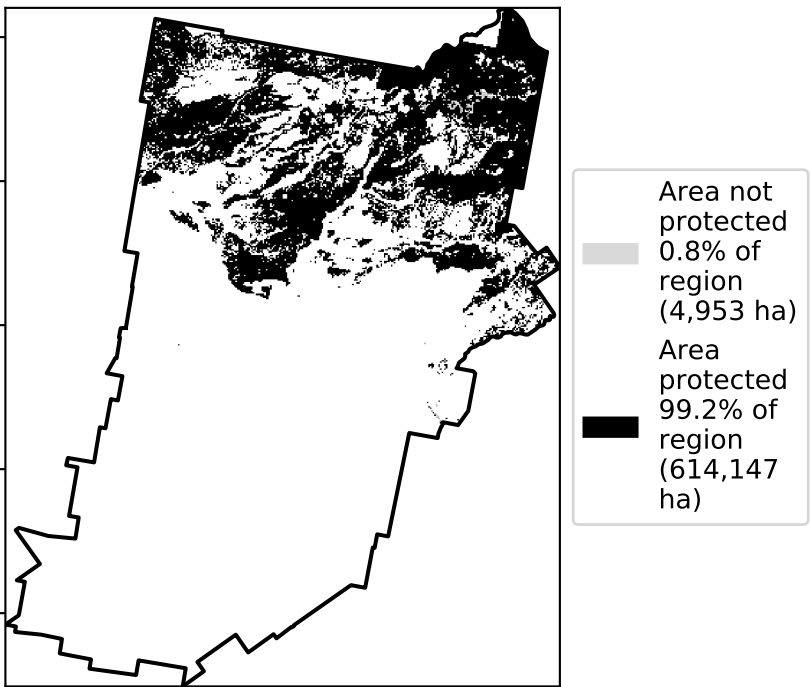 Area not
protected
0.8% of
region
(4,953 ha)
Area
protected
99.2% of
region
(614,147
ha)